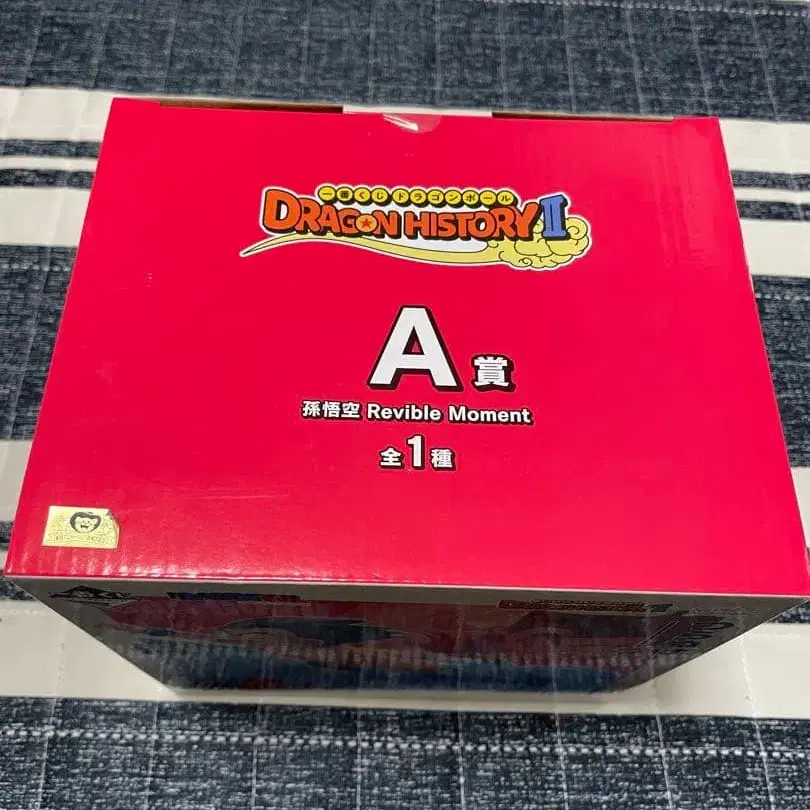 一番くじ ドラゴンボール
DRAGON HISTORY II
A賞
孫悟空 Revible Moment
全1種